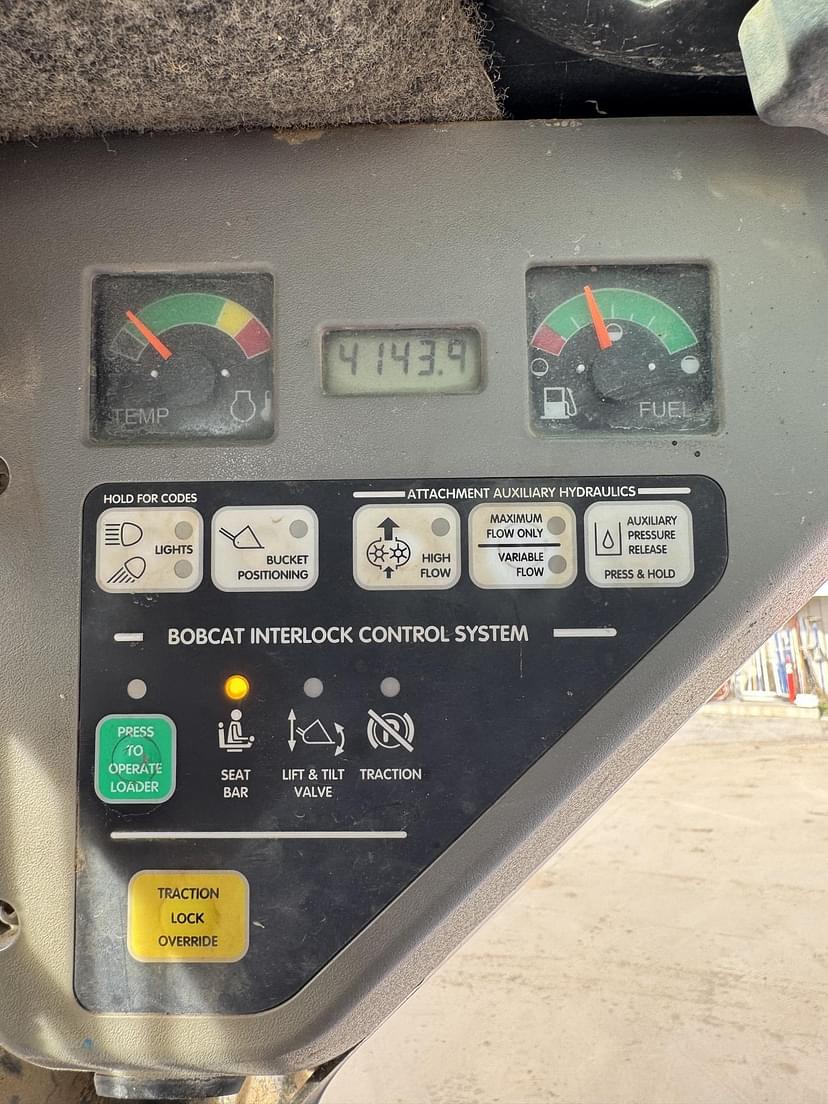 4143.9
TEMP
FUEL
HOLD FOR CODES
ATTACHMENT AUXILIARY HYDRAULICS
LIGHTS
BUCKET
POSITIONING
HIGH
FLOW
MAXIMUM
FLOW ONLY
VARIABLE
FLOW
AUXILIARY
PRESSURE
RELEASE
PRESS & HOLD
BOBCAT INTERLOCK CONTROL SYSTEM
PRESS
TO
OPERATE
LOADER
SEAT
BAR
LIFT & TILT
VALVE
P
TRACTION
TRACTION
LOCK
OVERRIDE